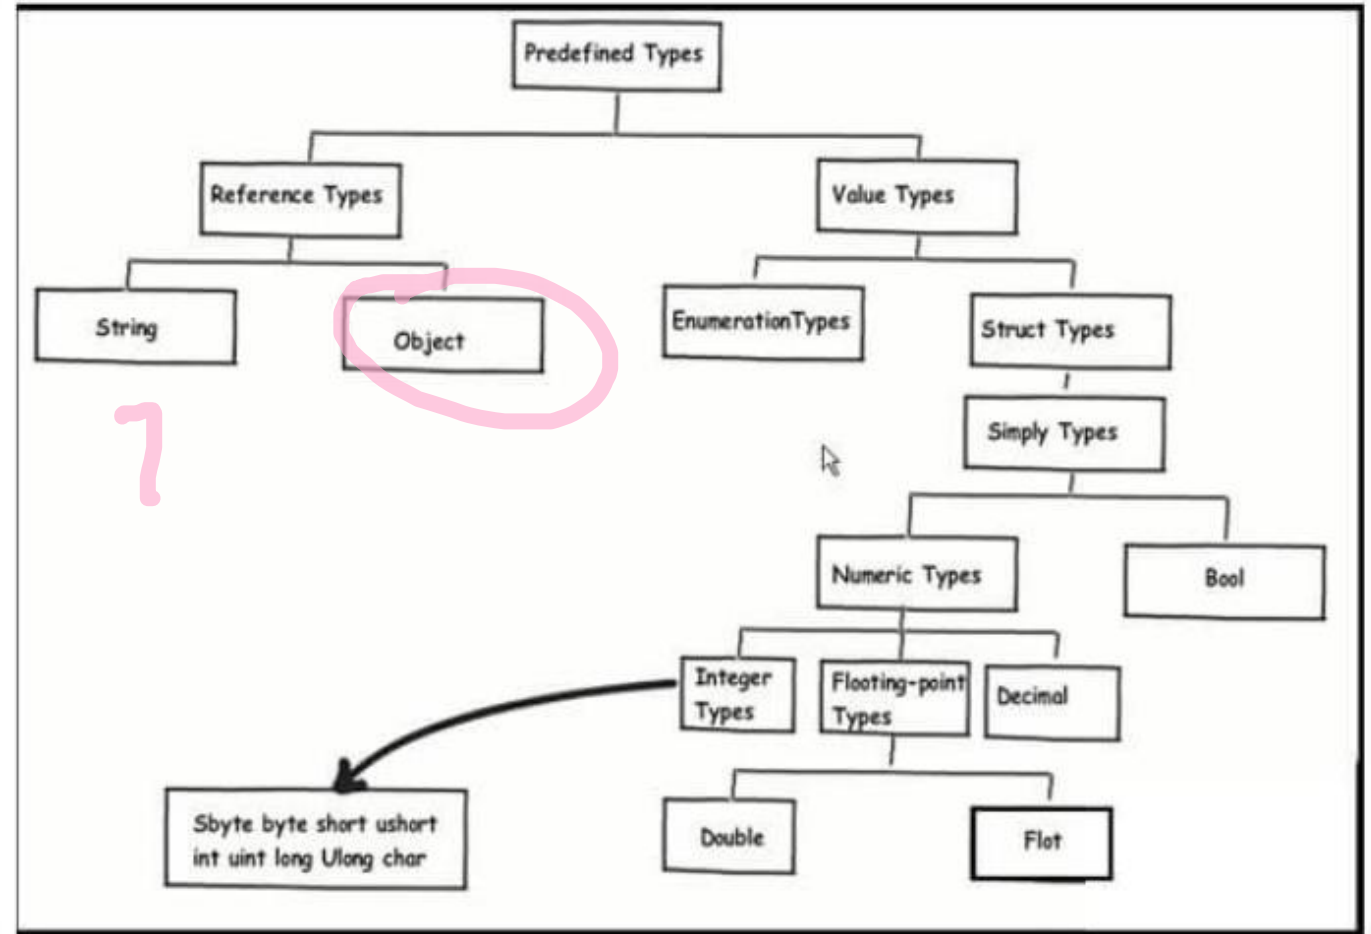 Predefined Types
Reference Types
Value Types
String
Object
EnumerationTypes
Struct Types
Simply Types
Numeric Types
Bool
Integer
Types
Flooting-point
Types
Decimal
Sbyte byte short ushort
int uint long Ulong char
Double
Flot